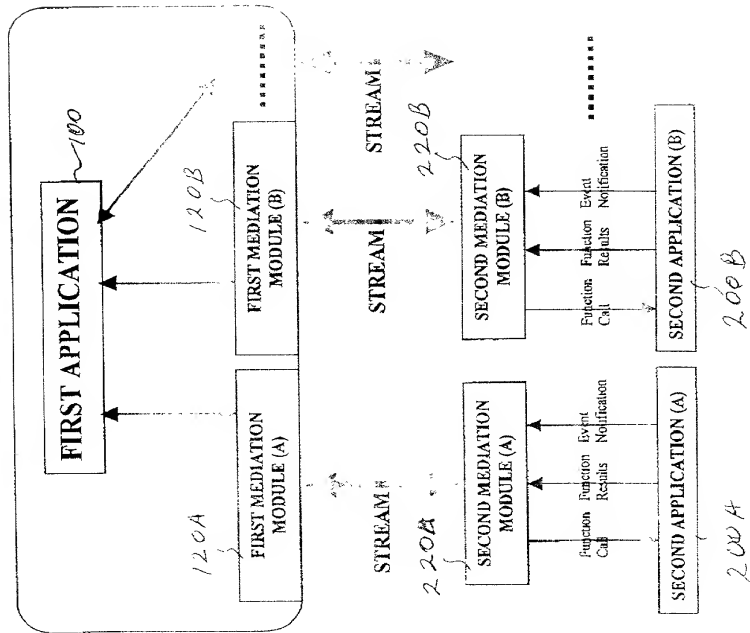 FIRST APPLICATION
100
120A
FIRST MEDIATION
MODULE (A)
120B
FIRST MEDIATION
MODULE (B)
........
STREAM
STREAM
STREAM
220A
SECOND MEDIATION
MODULE (A)
220B
SECOND MEDIATION
MODULE (B)
........
Function
Call
Function
Results
Event
Notification
Function
Call
Function
Results
Event
Notification
SECOND APPLICATION (A)
200A
SECOND APPLICATION (B)
200B